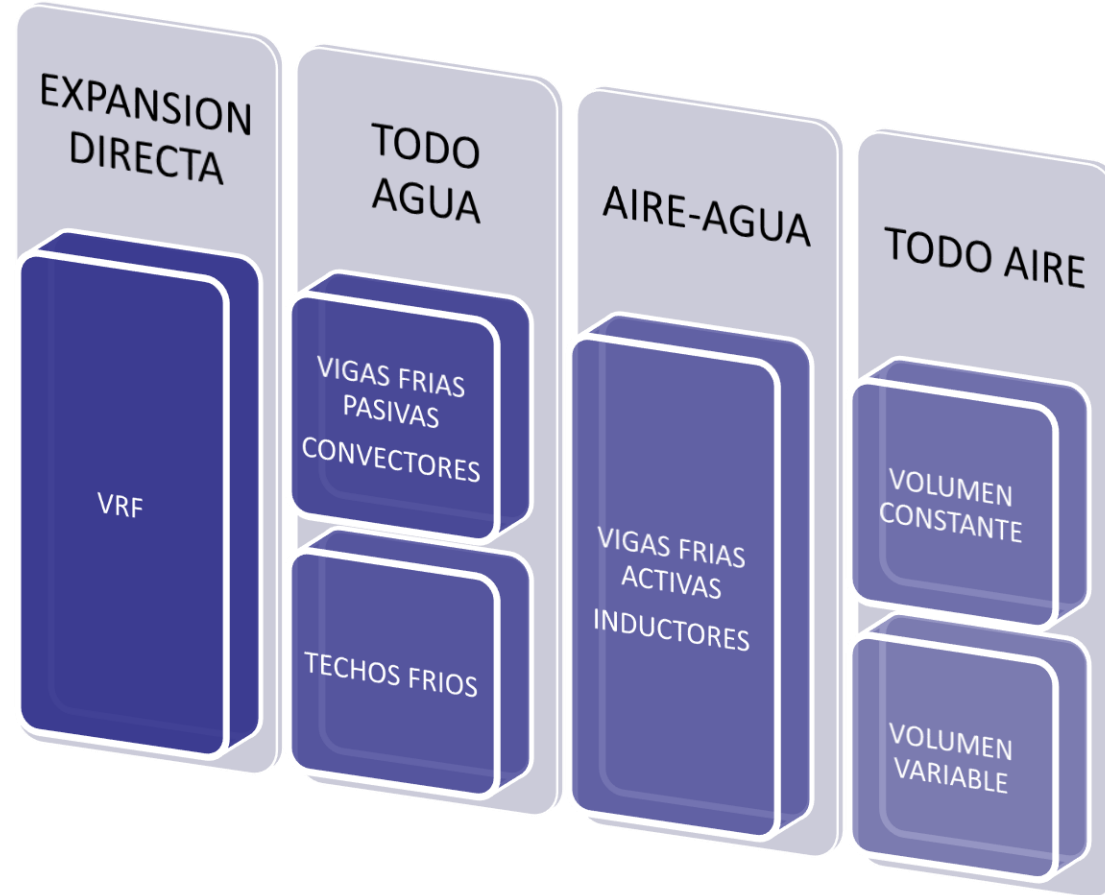 EXPANSION
DIRECTA
VRF
TODO
AGUA
VIGAS FRIAS
PASIVAS
CONVECTORES
TECHOS FRIOS
AIRE-AGUA
VIGAS FRIAS
ACTIVAS
INDUCTORES
TODO AIRE
VOLUMEN
CONSTANTE
VOLUMEN
VARIABLE